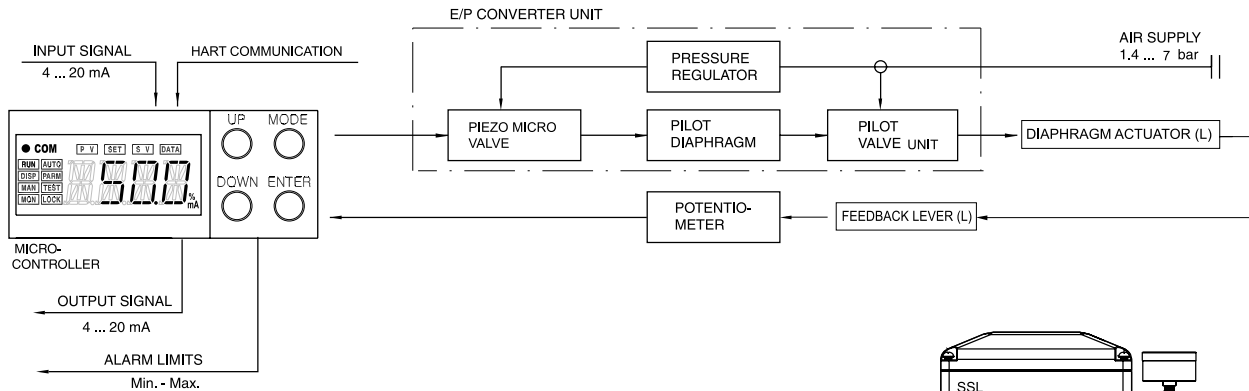 E/P CONVERTER UNIT
INPUT SIGNAL
4 ... 20 mA
HART COMMUNICATION
AIR SUPPLY
1.4 ... 7 bar
PRESSURE
REGULATOR
UP MODE
COM
P V SET S V DATA
RUN AUTO
DISP PARM
MAN TEST
MON LOCK
50.0
%
mA
DOWN ENTER
PIEZO MICRO
VALVE
PILOT
DIAPHRAGM
PILOT
VALVE UNIT
DIAPHRAGM ACTUATOR (L)
POTENTIO-
METER
FEEDBACK LEVER (L)
MICRO-
CONTROLLER
OUTPUT SIGNAL
4 ... 20 mA
ALARM LIMITS
Min. - Max.
SSL